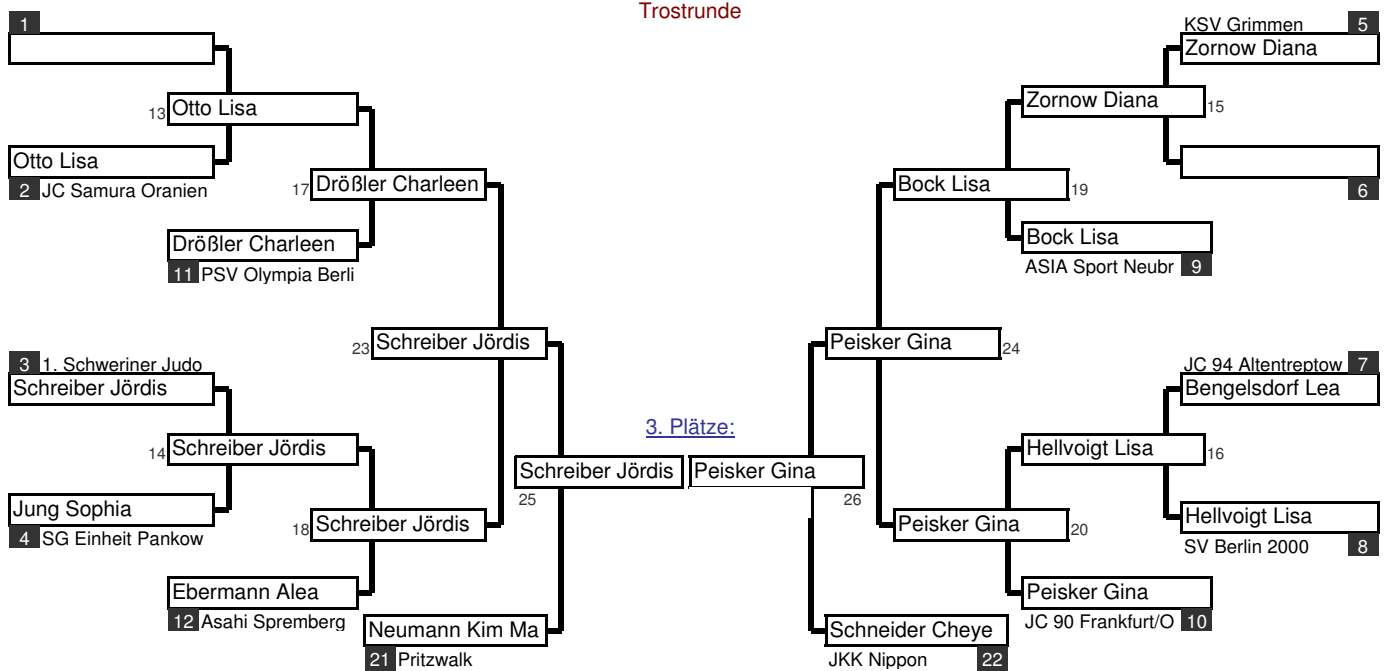 Trostrunde
1
13 Otto Lisa
Otto Lisa
2 JC Samura Oranien
17 Drößler Charleen
Drößler Charleen
11 PSV Olympia Berli
23 Schreiber Jördis
3 1. Schweriner Judo
Schreiber Jördis
14 Schreiber Jördis
Jung Sophia
4 SG Einheit Pankow
18 Schreiber Jördis
Ebermann Alea
12 Asahi Spremberg
Neumann Kim Ma
21 Pritzwalk
3. Plätze:
Schreiber Jördis
25
Peisker Gina
26
KSV Grimmen 5
Zornow Diana
Zornow Diana 15
6
Bock Lisa 19
Bock Lisa
ASIA Sport Neubr 9
Peisker Gina 24
JC 94 Altentreptow 7
Bengelsdorf Lea
Hellvoigt Lisa 16
Hellvoigt Lisa
SV Berlin 2000 8
Peisker Gina 20
Peisker Gina
JC 90 Frankfurt/O 10
Schneider Cheye
JKK Nippon 22